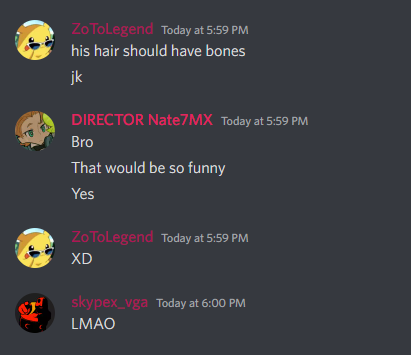 ZoToLegend Today at 5:59 PM
his hair should have bones
jk
DIRECTOR Nate7MX Today at 5:59 PM
Bro
That would be so funny
Yes
ZoToLegend Today at 5:59 PM
XD
skypex_vga Today at 6:00 PM
LMAO